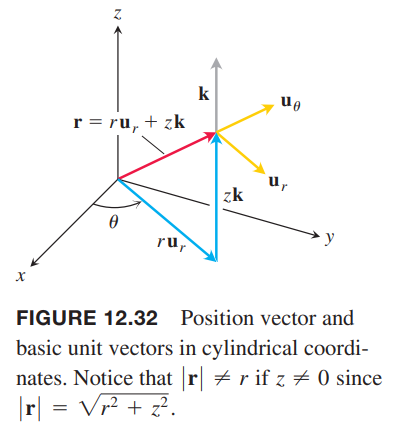 z
k
u_θ
r = ru_r + zk
u_r
zk
θ
ru_r
y
x
FIGURE 12.32 Position vector and
basic unit vectors in cylindrical coordi-
nates. Notice that |r| ≠ r if z ≠ 0 since
|r| = √(r² + z²).